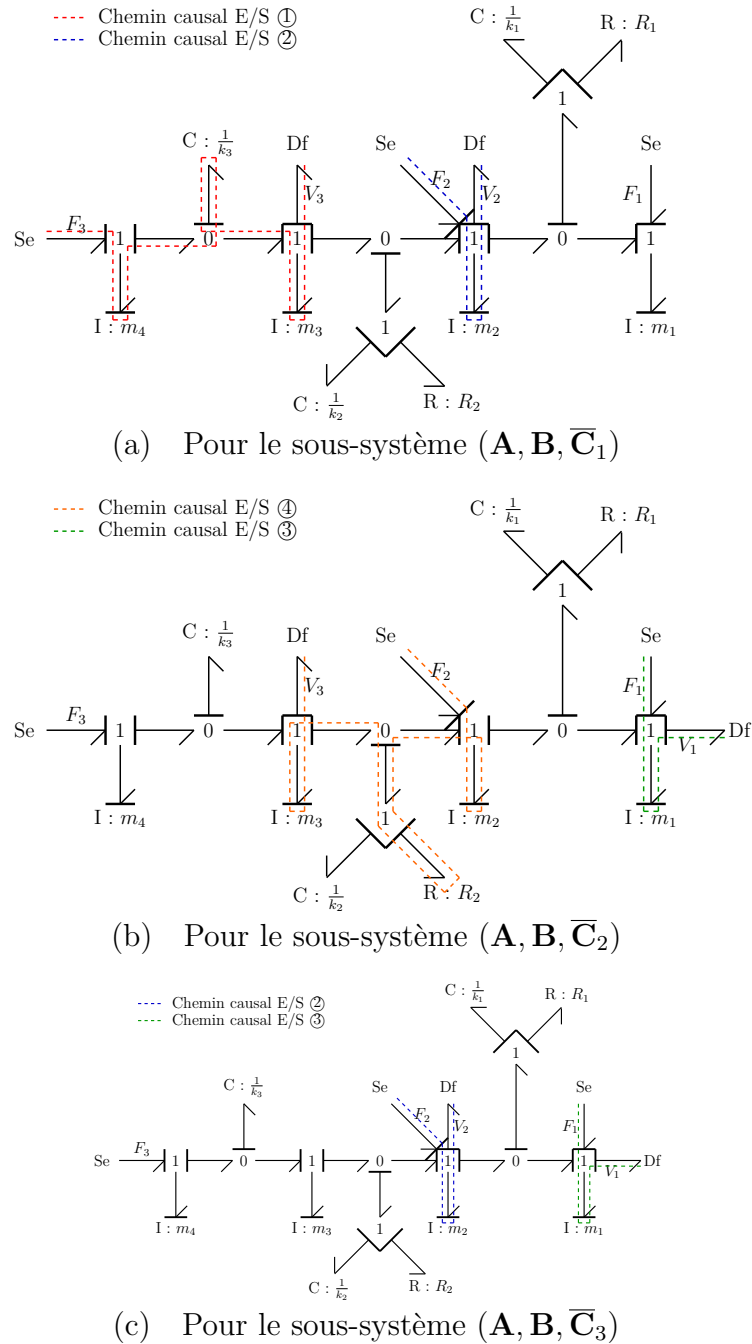 Chemin causal E/S ①
Chemin causal E/S ②
C : 1/k₁
R : R₁
1
C : 1/k₃
Df
Se
Df
Se
V₃
F₂
V₂
F₁
Se
F₃
1
0
1
0
1
0
1
I : m₄
I : m₃
I : m₂
I : m₁
1
C : 1/k₂
R : R₂
(a) Pour le sous-système (A, B, C̅₁)
Chemin causal E/S ④
Chemin causal E/S ③
C : 1/k₁
R : R₁
1
C : 1/k₃
Df
Se
Se
V₃
F₂
F₁
Se
F₃
1
0
1
0
1
0
1
V₁
Df
I : m₄
I : m₃
I : m₂
I : m₁
1
C : 1/k₂
R : R₂
(b) Pour le sous-système (A, B, C̅₂)
Chemin causal E/S ②
Chemin causal E/S ③
C : 1/k₁
R : R₁
1
C : 1/k₃
Se
Df
Se
F₂
V₂
F₁
Se
F₃
1
0
1
0
1
0
1
V₁
Df
I : m₄
I : m₃
I : m₂
I : m₁
1
C : 1/k₂
R : R₂
(c) Pour le sous-système (A, B, C̅₃)